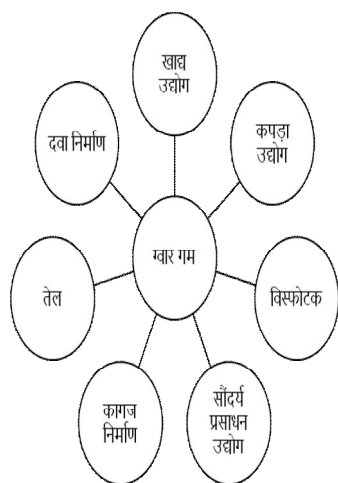 खाद्य
उद्योग
दवा निर्माण
कपड़ा
उद्योग
ग्वार गम
तेल
विस्फोटक
कागज
निर्माण
सौंदर्य
प्रसाधन
उद्योग